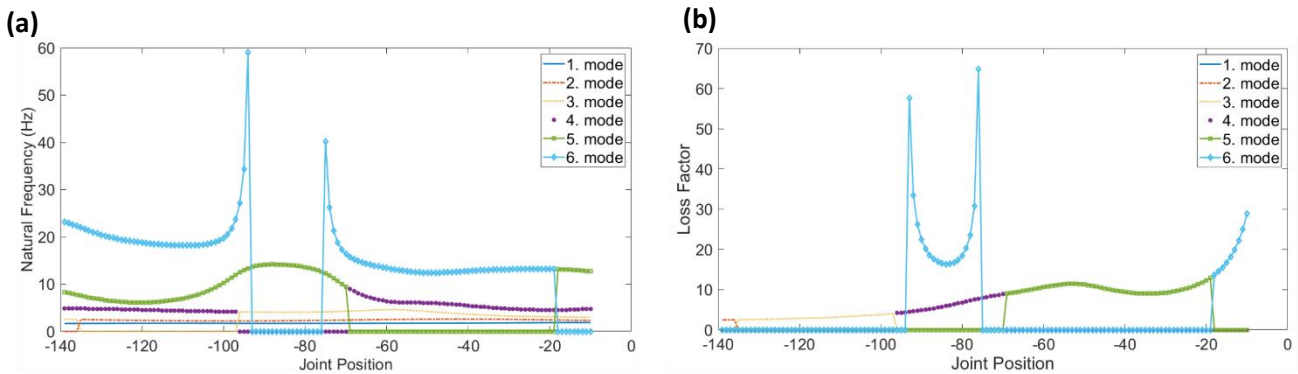 (a)
Natural Frequency (Hz)
60
50
40
30
20
10
0
-140 -120 -100 -80 -60 -40 -20 0
Joint Position
1. mode
2. mode
3. mode
4. mode
5. mode
6. mode
(b)
Loss Factor
70
60
50
40
30
20
10
0
-140 -120 -100 -80 -60 -40 -20 0
Joint Position
1. mode
2. mode
3. mode
4. mode
5. mode
6. mode